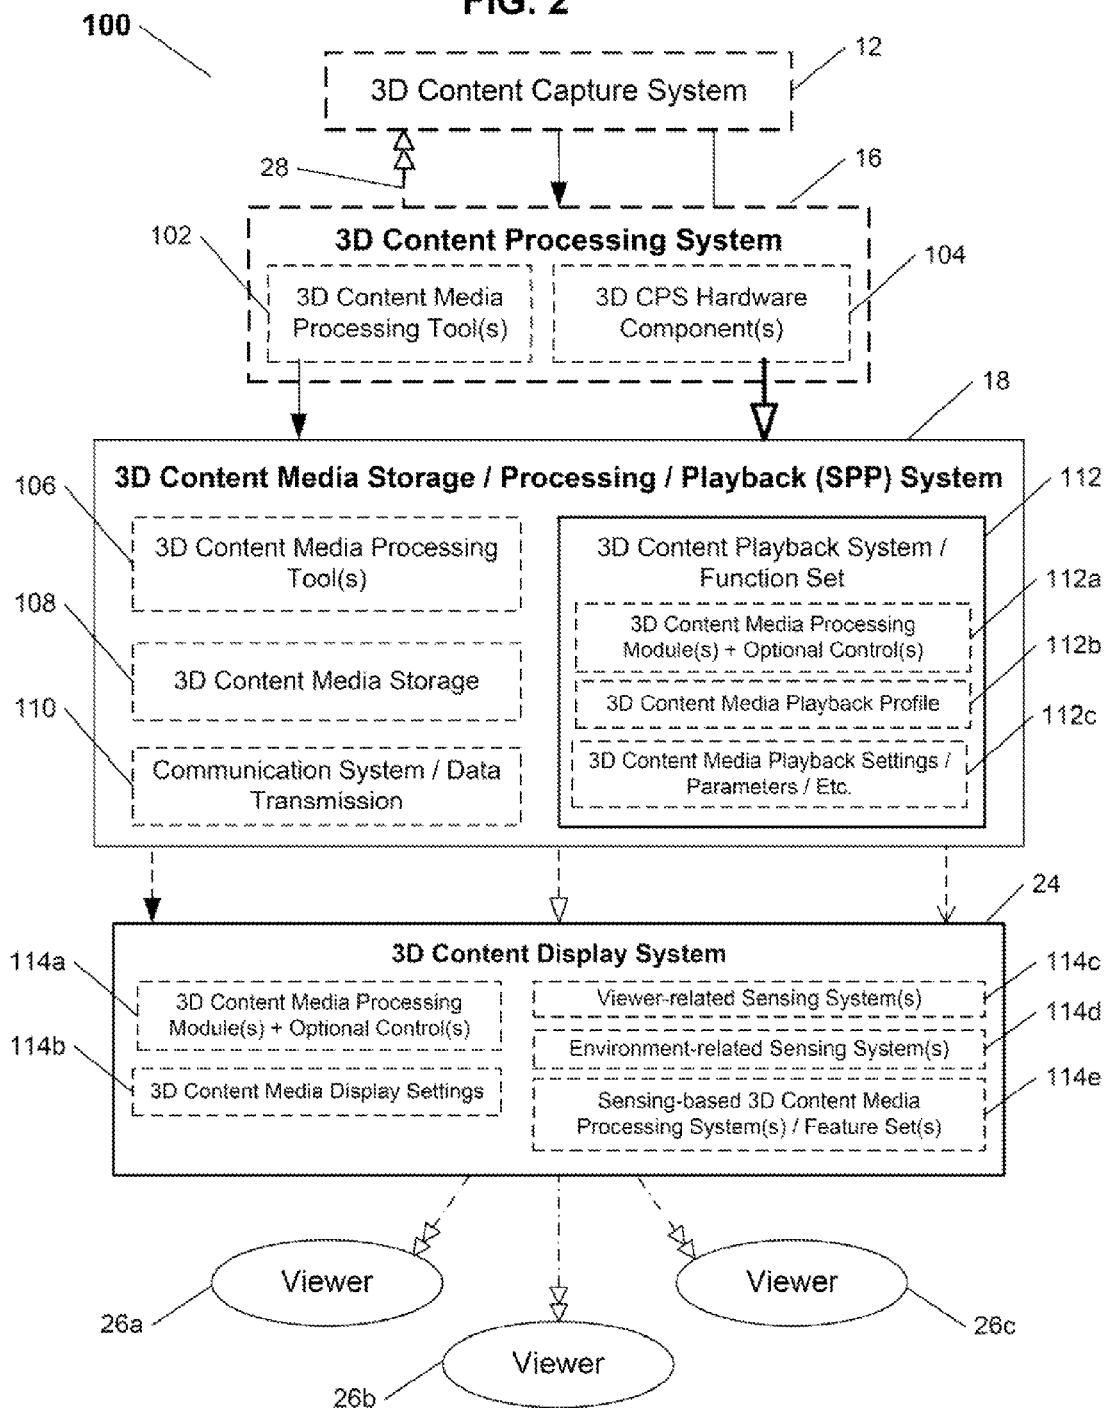 FIG. 2
100
12
3D Content Capture System
28
16
102
3D Content Processing System
104
3D Content Media
Processing Tool(s)
3D CPS Hardware
Component(s)
18
3D Content Media Storage / Processing / Playback (SPP) System
106
112
3D Content Media Processing
Tool(s)
3D Content Playback System /
Function Set
112a
108
3D Content Media Processing
Module(s) + Optional Control(s)
112b
3D Content Media Storage
3D Content Media Playback Profile
110
112c
Communication System / Data
Transmission
3D Content Media Playback Settings /
Parameters / Etc.
24
3D Content Display System
114a
114c
3D Content Media Processing
Module(s) + Optional Control(s)
Viewer-related Sensing System(s)
114d
114b
Environment-related Sensing System(s)
3D Content Media Display Settings
114e
Sensing-based 3D Content Media
Processing System(s) / Feature Set(s)
Viewer
Viewer
26a
26c
Viewer
26b